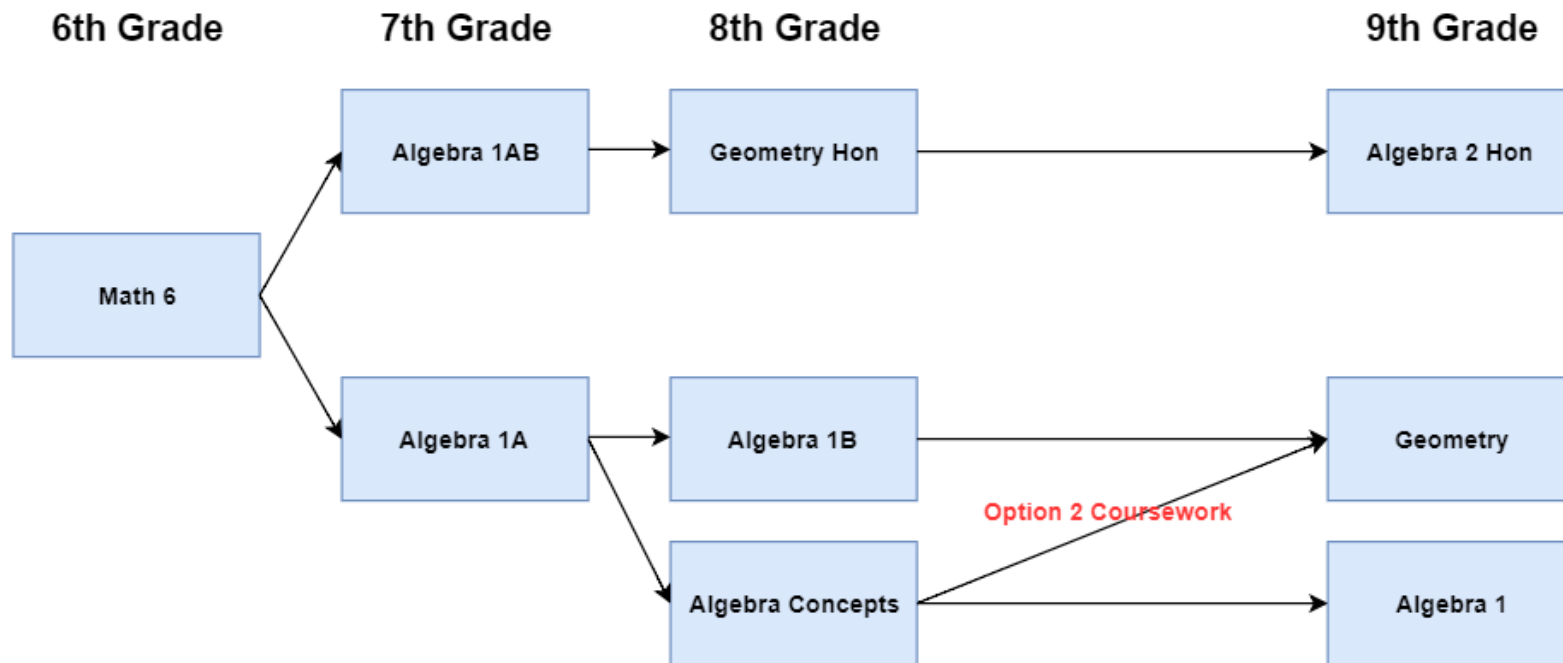 6th Grade
7th Grade
8th Grade
9th Grade
Algebra 1AB
Geometry Hon
Algebra 2 Hon
Math 6
Algebra 1A
Algebra 1B
Geometry
Option 2 Coursework
Algebra Concepts
Algebra 1